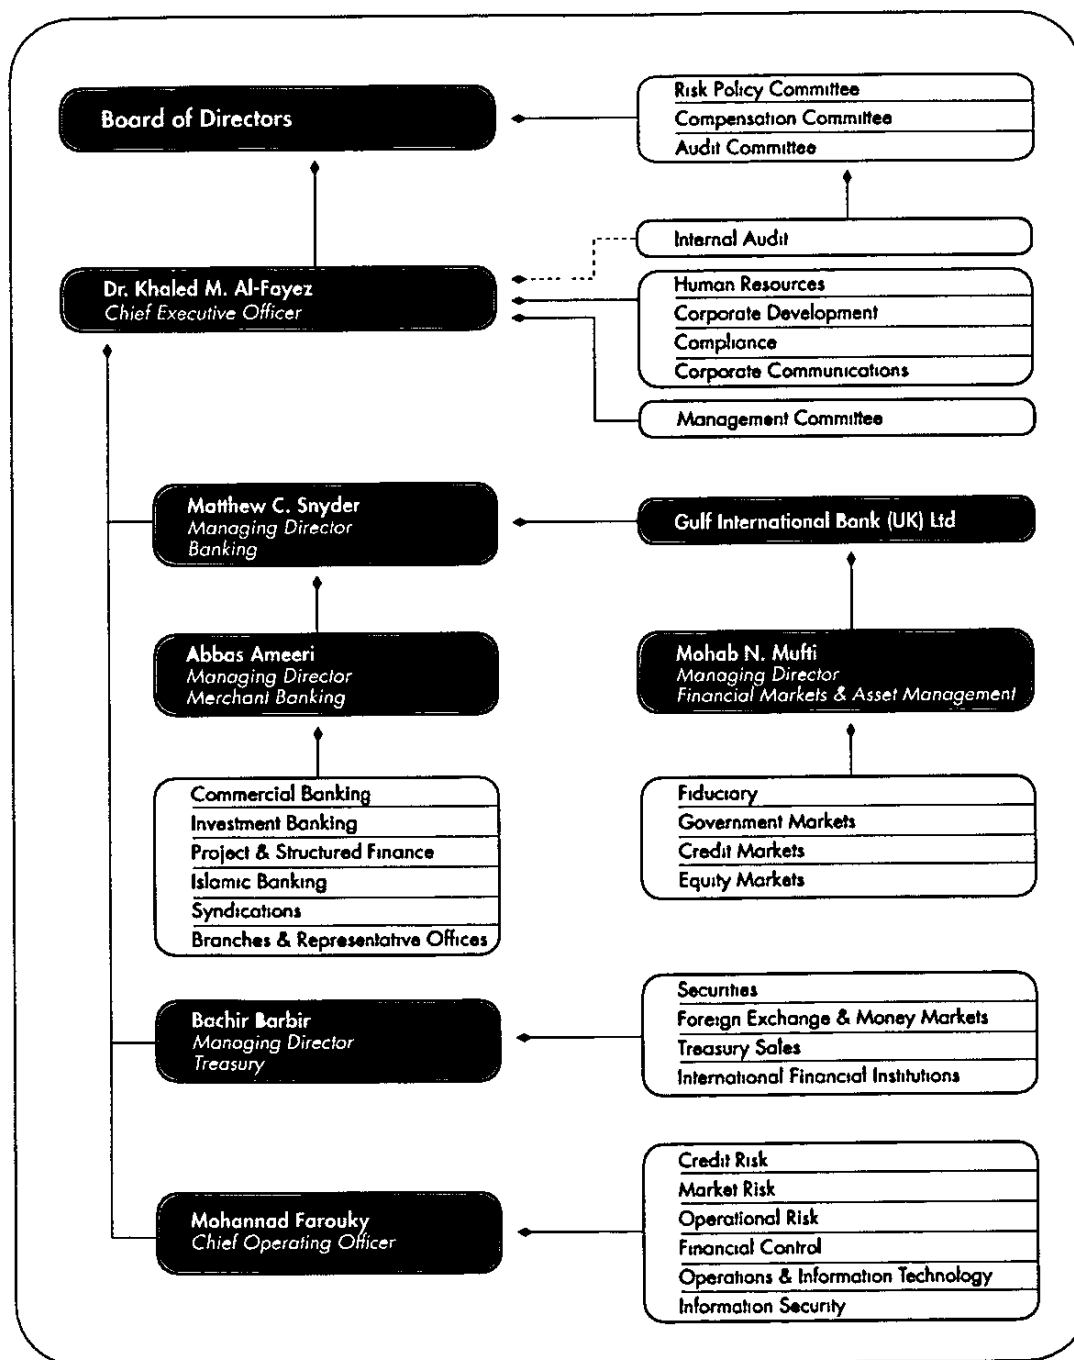 Board of Directors
Risk Policy Committee
Compensation Committee
Audit Committee
Internal Audit
Dr. Khaled M. Al-Fayez
Chief Executive Officer
Human Resources
Corporate Development
Compliance
Corporate Communications
Management Committee
Matthew C. Snyder
Managing Director
Banking
Gulf International Bank (UK) Ltd
Abbas Ameeri
Managing Director
Merchant Banking
Mohab N. Mufti
Managing Director
Financial Markets & Asset Management
Commercial Banking
Investment Banking
Project & Structured Finance
Islamic Banking
Syndications
Branches & Representative Offices
Fiduciary
Government Markets
Credit Markets
Equity Markets
Bachir Barbir
Managing Director
Treasury
Securities
Foreign Exchange & Money Markets
Treasury Sales
International Financial Institutions
Mohannad Farouky
Chief Operating Officer
Credit Risk
Market Risk
Operational Risk
Financial Control
Operations & Information Technology
Information Security